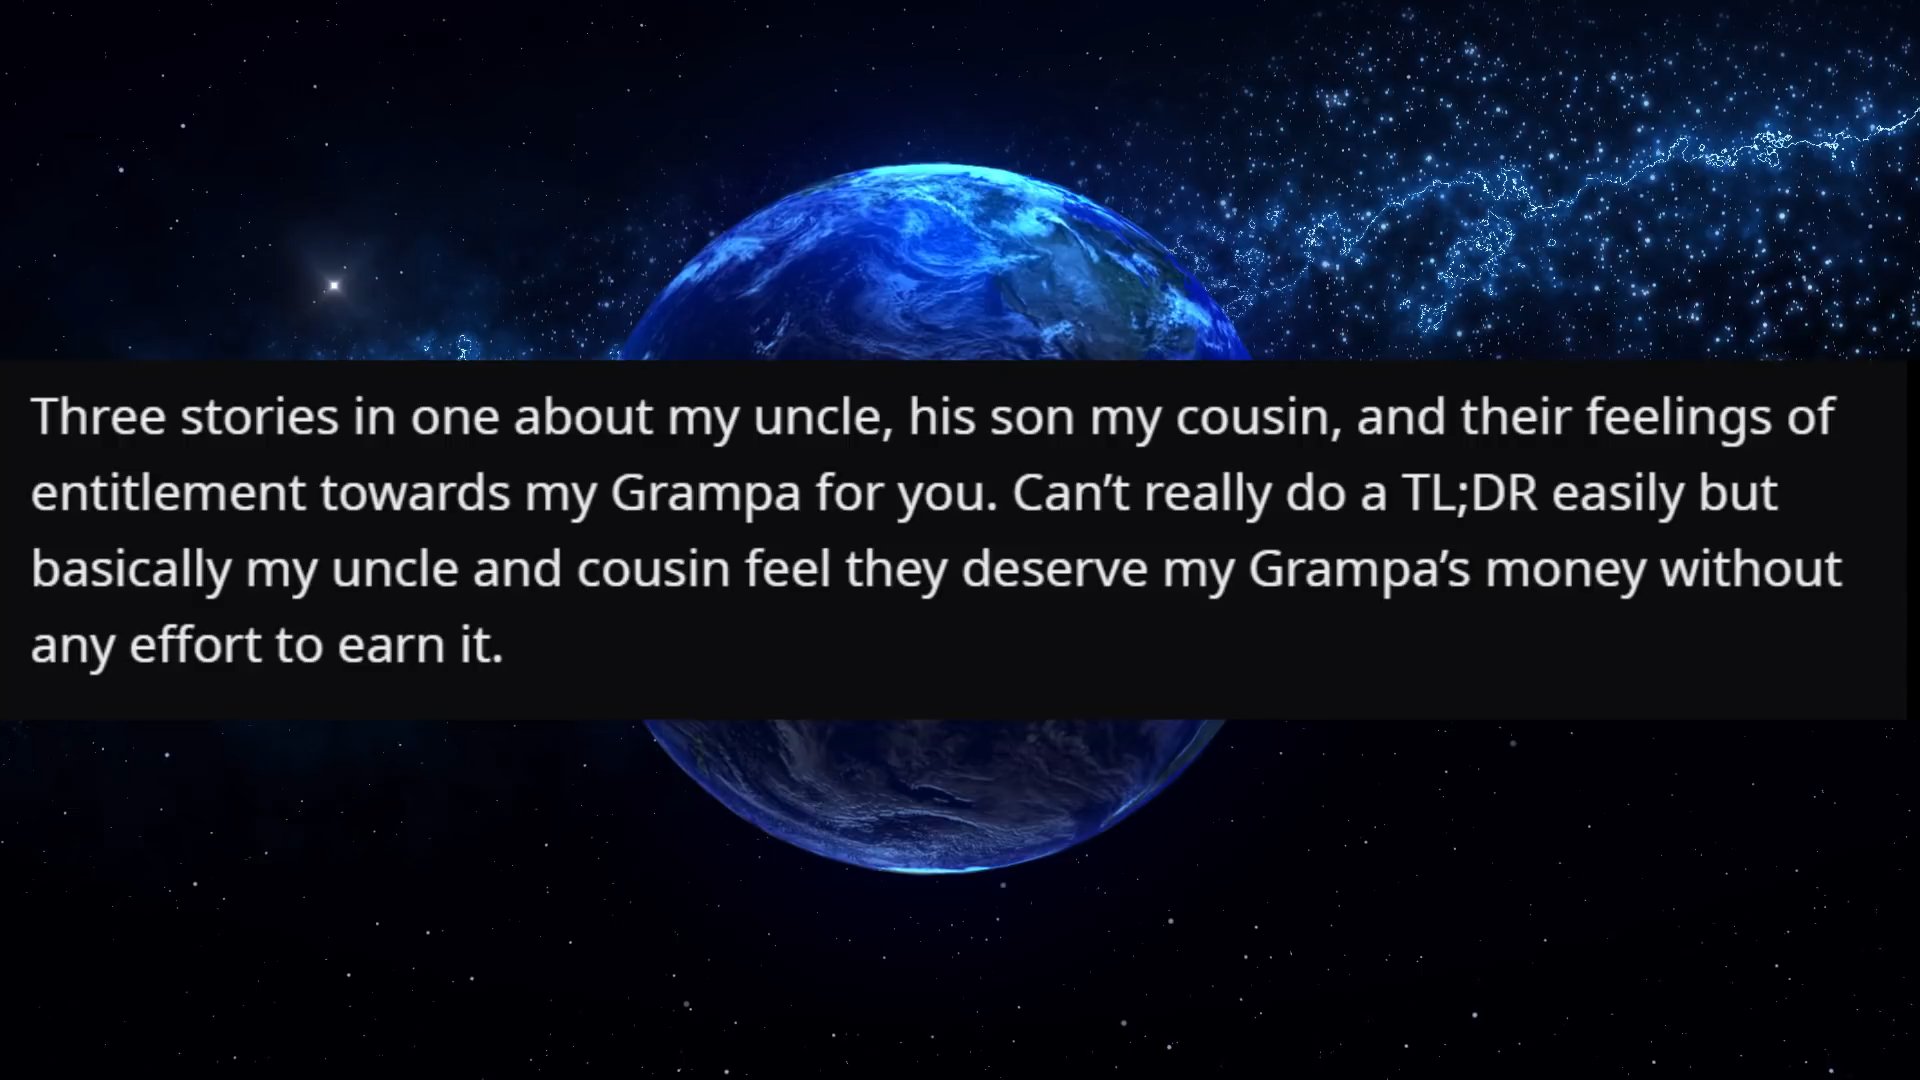 Three stories in one about my uncle, his son my cousin, and their feelings of
entitlement towards my Grampa for you. Can’t really do a TL;DR easily but
basically my uncle and cousin feel they deserve my Grampa’s money without
any effort to earn it.